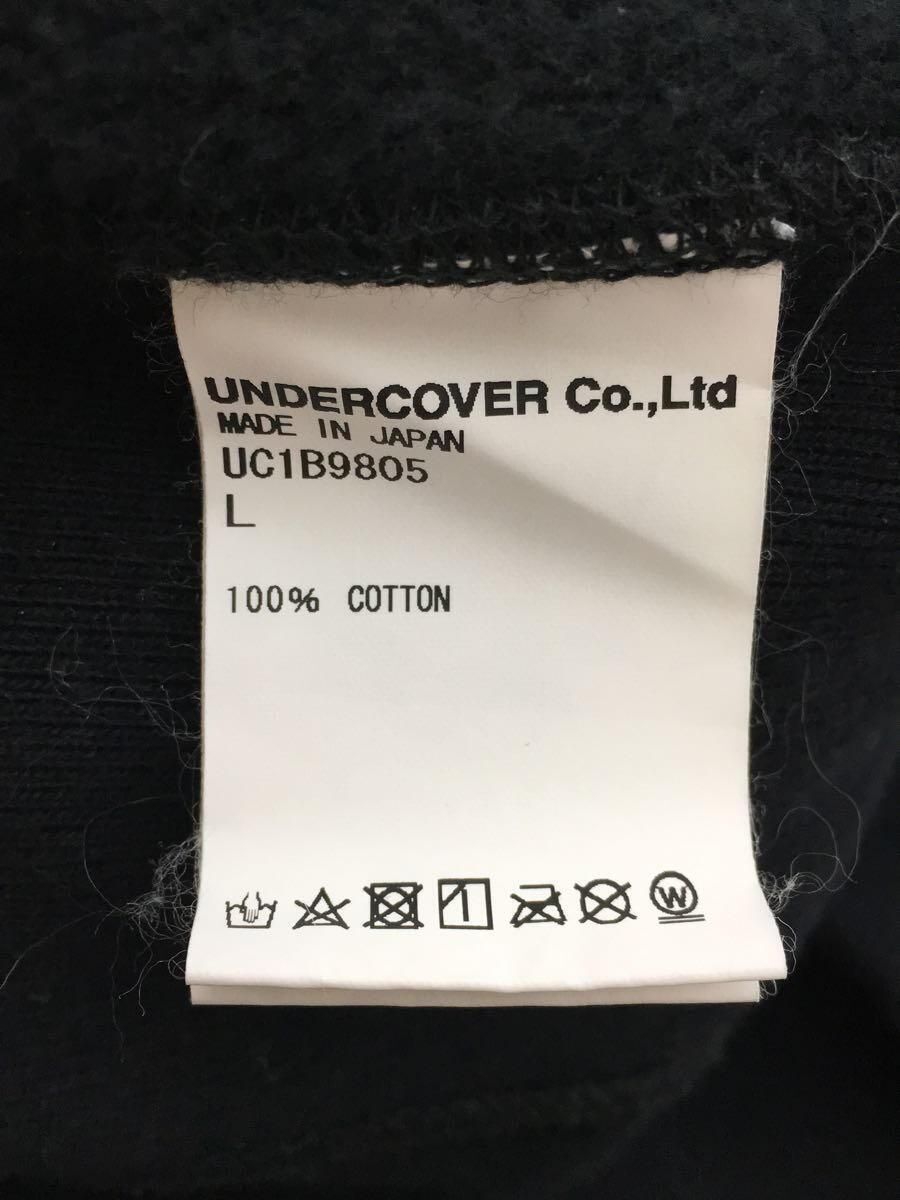 UNDERCOVER Co.,Ltd
MADE IN JAPAN
UC1B9805
L
100% COTTON
W